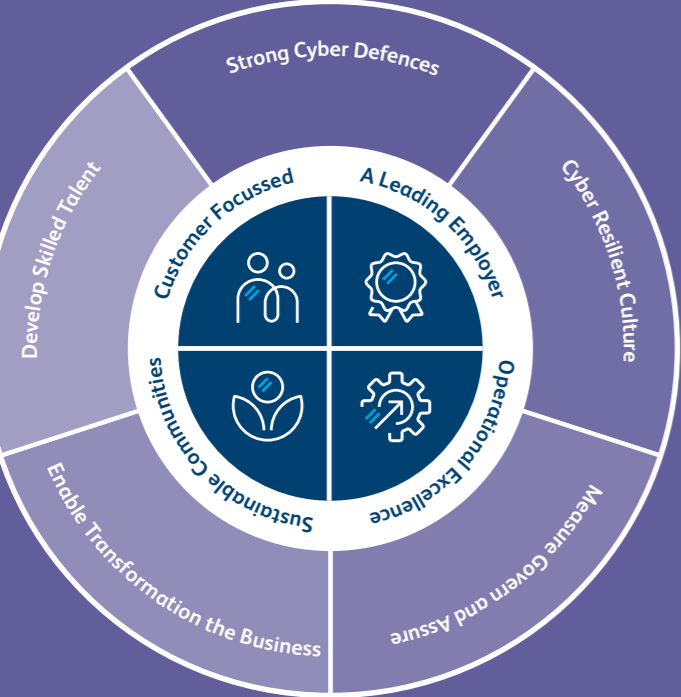 Strong Cyber Defences
Cyber Resilient Culture
Measure Govern and Assure
Enable Transformation the Business
Develop Skilled Talent
Customer Focussed
A Leading Employer
Operational Excellence
Sustainable Communities